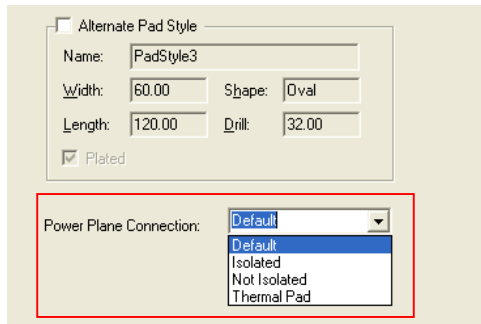 Alternate Pad Style
Name: PadStyle3
Width: 60.00 Shape: Oval
Length: 120.00 Drill: 32.00
Plated
Power Plane Connection: Default
Default
Isolated
Not Isolated
Thermal Pad